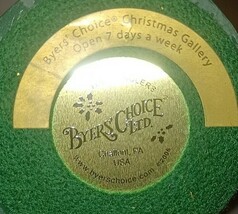 Byers' Choice® Christmas Gallery
Open 7 days a week
BYERS' CHOICE
LTD.
Chalfont, PA
USA
www.byerschoice.com